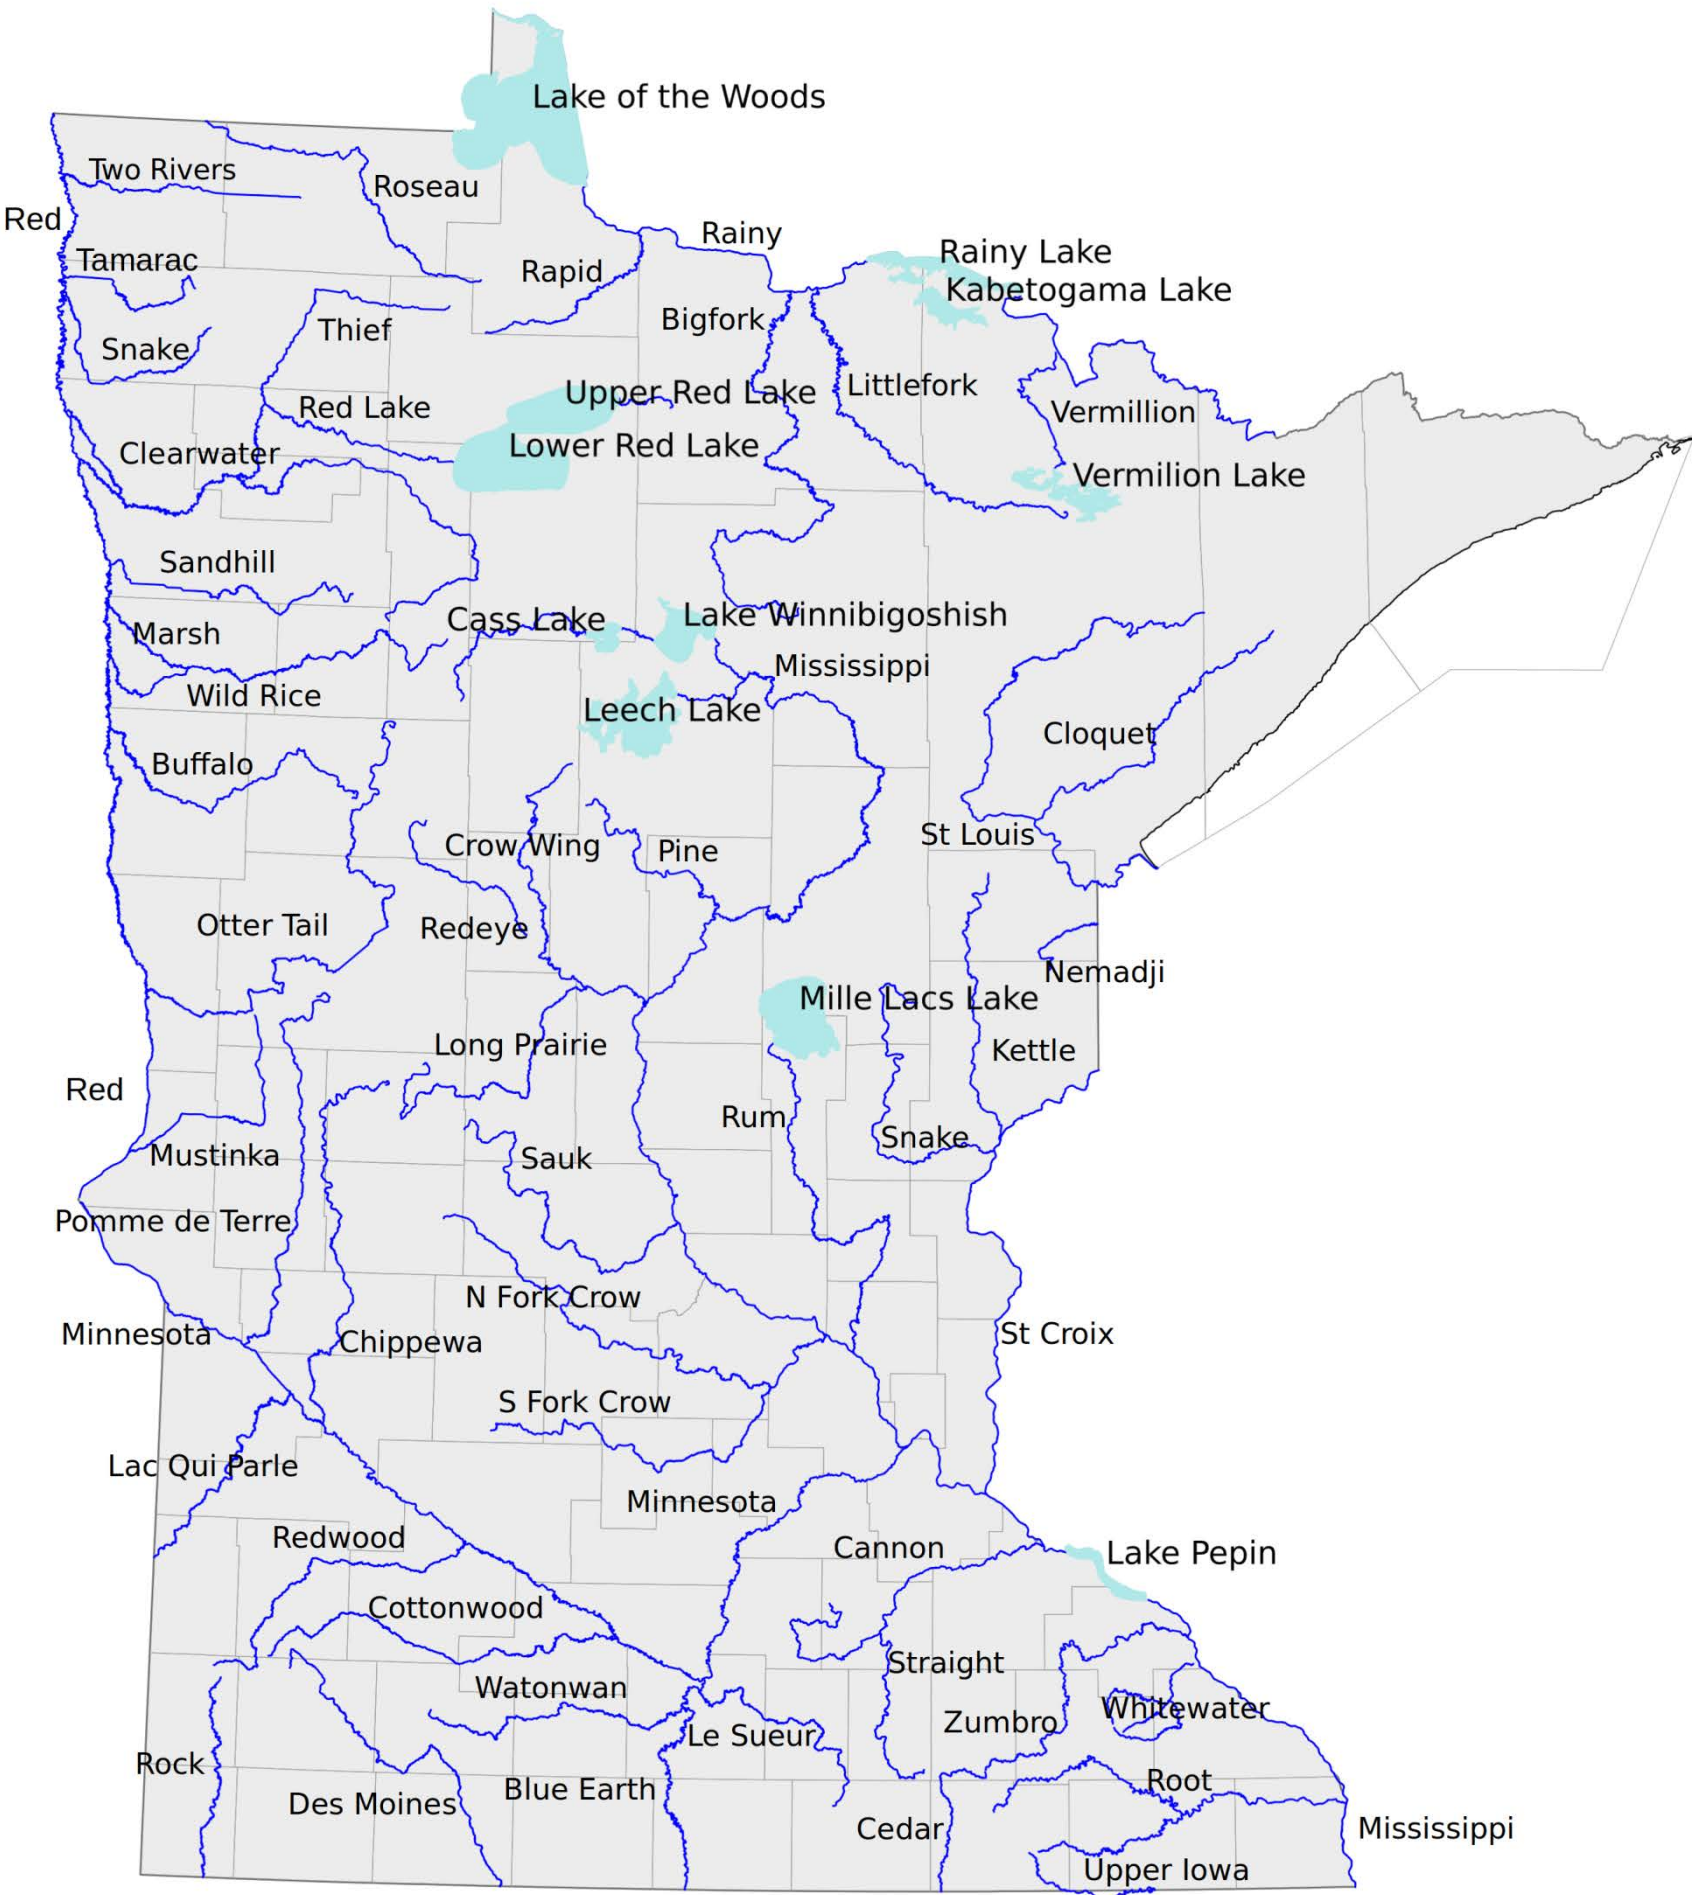 Lake of the Woods
Two Rivers
Roseau
Red
Rainy
Rainy Lake
Tamarac
Rapid
Kabetogama Lake
Bigfork
Thief
Snake
Upper Red Lake
Littlefork
Red Lake
Vermillion
Lower Red Lake
Clearwater
Vermilion Lake
Sandhill
Cass Lake
Lake Winnibigoshish
Marsh
Mississippi
Wild Rice
Leech Lake
Cloquet
Buffalo
St Louis
Crow Wing
Pine
Otter Tail
Redeye
Nemadji
Mille Lacs Lake
Long Prairie
Kettle
Red
Rum
Snake
Mustinka
Sauk
Pomme de Terre
N Fork Crow
Minnesota
Chippewa
St Croix
S Fork Crow
Lac Qui Parle
Minnesota
Redwood
Cannon
Lake Pepin
Cottonwood
Straight
Watonwan
Whitewater
Zumbro
Le Sueur
Rock
Root
Blue Earth
Des Moines
Cedar
Mississippi
Upper Iowa